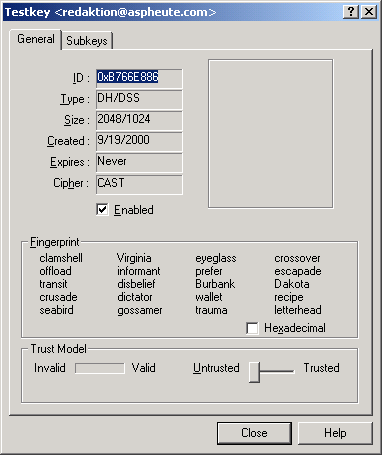 Testkey <redaktion@aspheute.com>
General Subkeys
ID : 0xB766E886
Type : DH/DSS
Size : 2048/1024
Created : 9/19/2000
Expires : Never
Cipher : CAST
Enabled
Fingerprint
clamshell Virginia eyeglass crossover
offload informant prefer escapade
transit disbelief Burbank Dakota
crusade dictator wallet recipe
seabird gossamer trauma letterhead
Hexadecimal
Trust Model
Invalid Valid Untrusted Trusted
Close Help